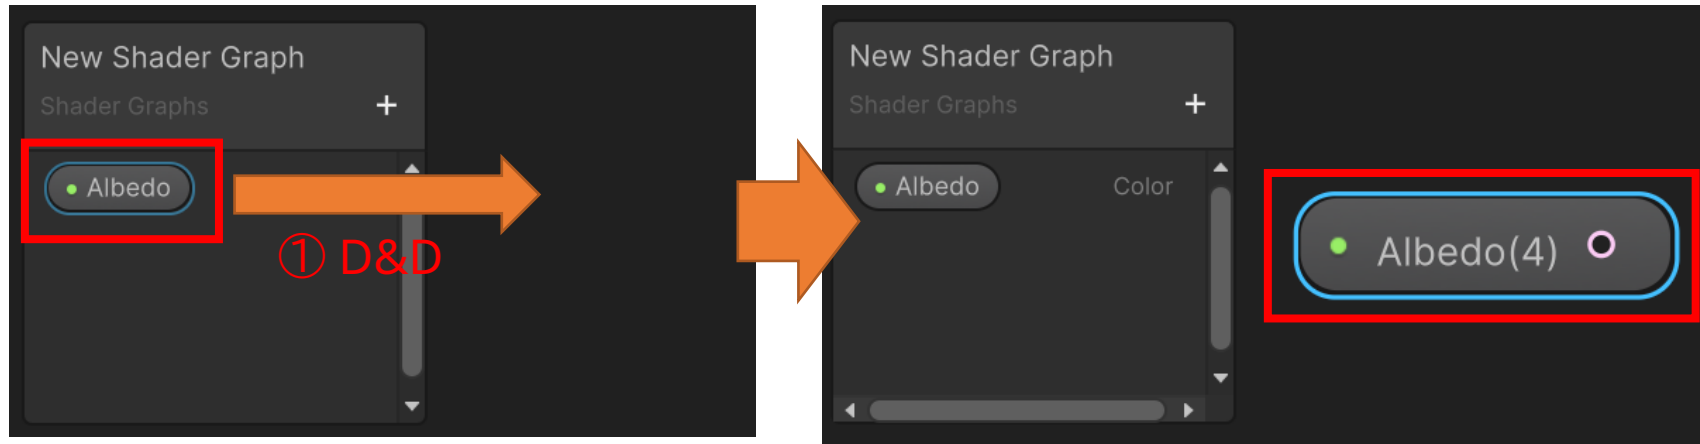 New Shader Graph
Shader Graphs
+
Albedo
① D&D
New Shader Graph
Shader Graphs
+
Albedo
Color
Albedo(4)